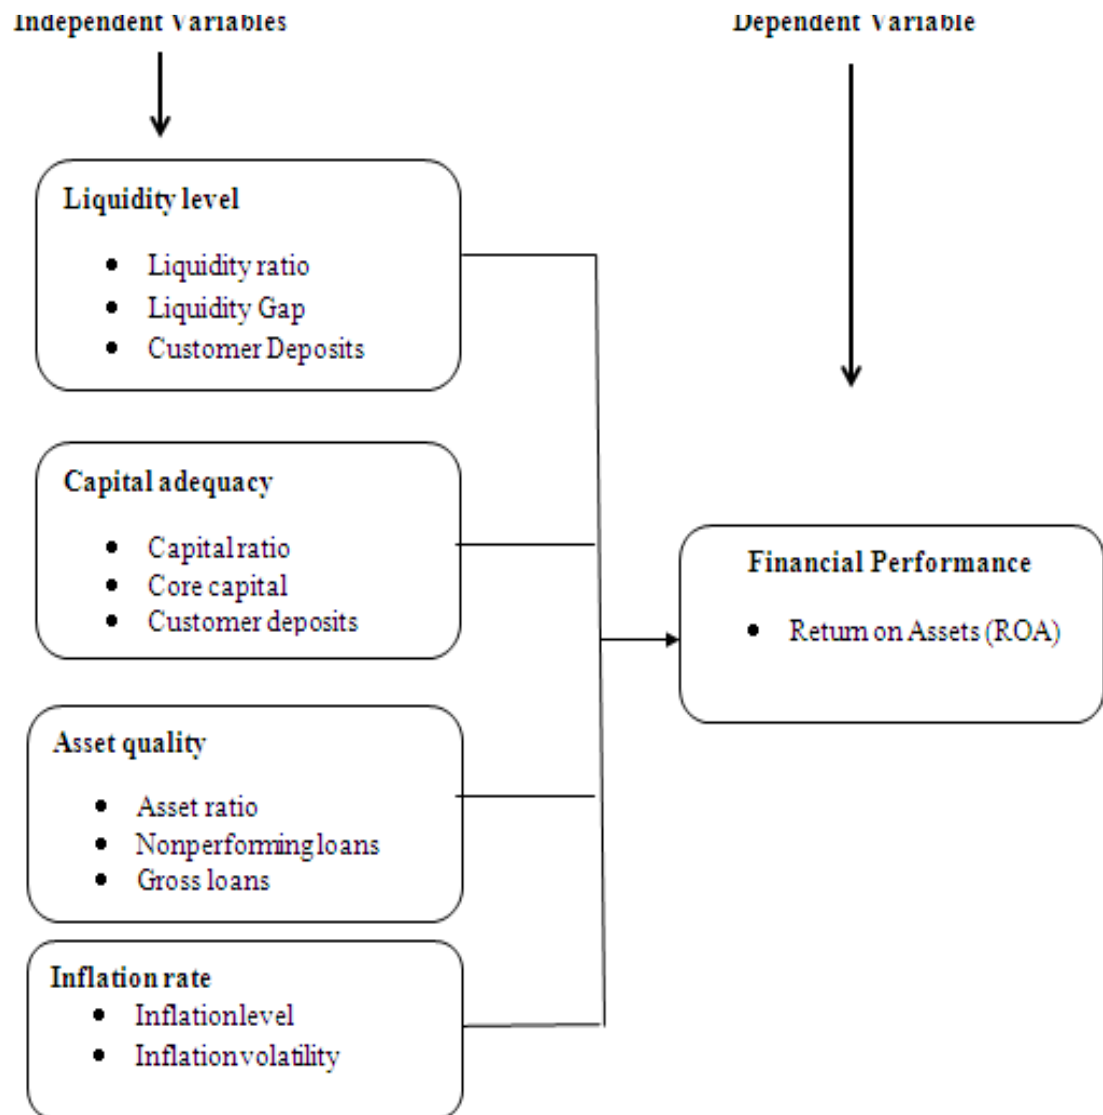 Independent Variables
Dependent Variable
Liquidity level
• Liquidity ratio
• Liquidity Gap
• Customer Deposits
Capital adequacy
• Capital ratio
• Core capital
• Customer deposits
Financial Performance
• Return on Assets (ROA)
Asset quality
• Asset ratio
• Nonperforming loans
• Gross loans
Inflation rate
• Inflation level
• Inflation volatility